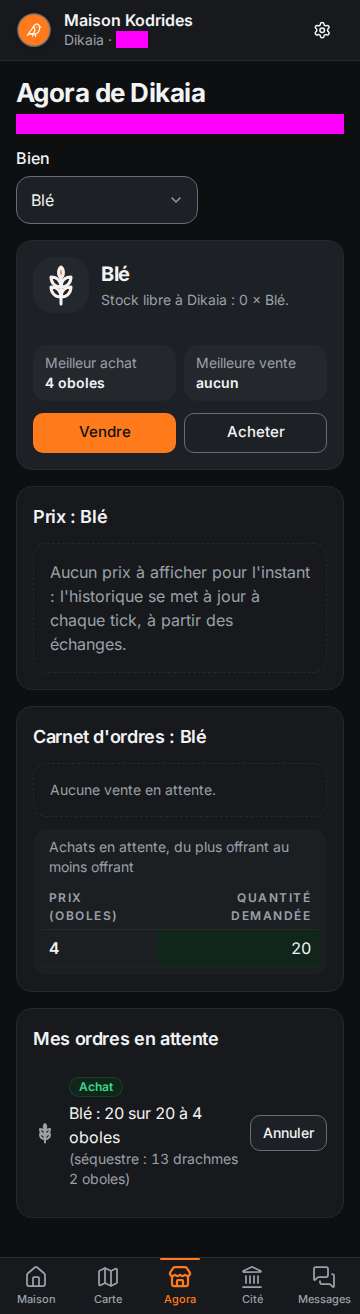 Maison Kodrides
Dikaia ·
Agora de Dikaia
Bien
Blé
Blé
Stock libre à Dikaia : 0 × Blé.
Meilleur achat
4 oboles
Meilleure vente
aucun
Vendre
Acheter
Prix : Blé
Aucun prix à afficher pour l'instant
: l'historique se met à jour à
chaque tick, à partir des
échanges.
Carnet d'ordres : Blé
Aucune vente en attente.
Achats en attente, du plus offrant au
moins offrant
PRIX
(OBOLES)
QUANTITÉ
DEMANDÉE
4
20
Mes ordres en attente
Achat
Blé : 20 sur 20 à 4
oboles
(séquestre : 13 drachmes
2 oboles)
Annuler
Maison
Carte
Agora
Cité
Messages